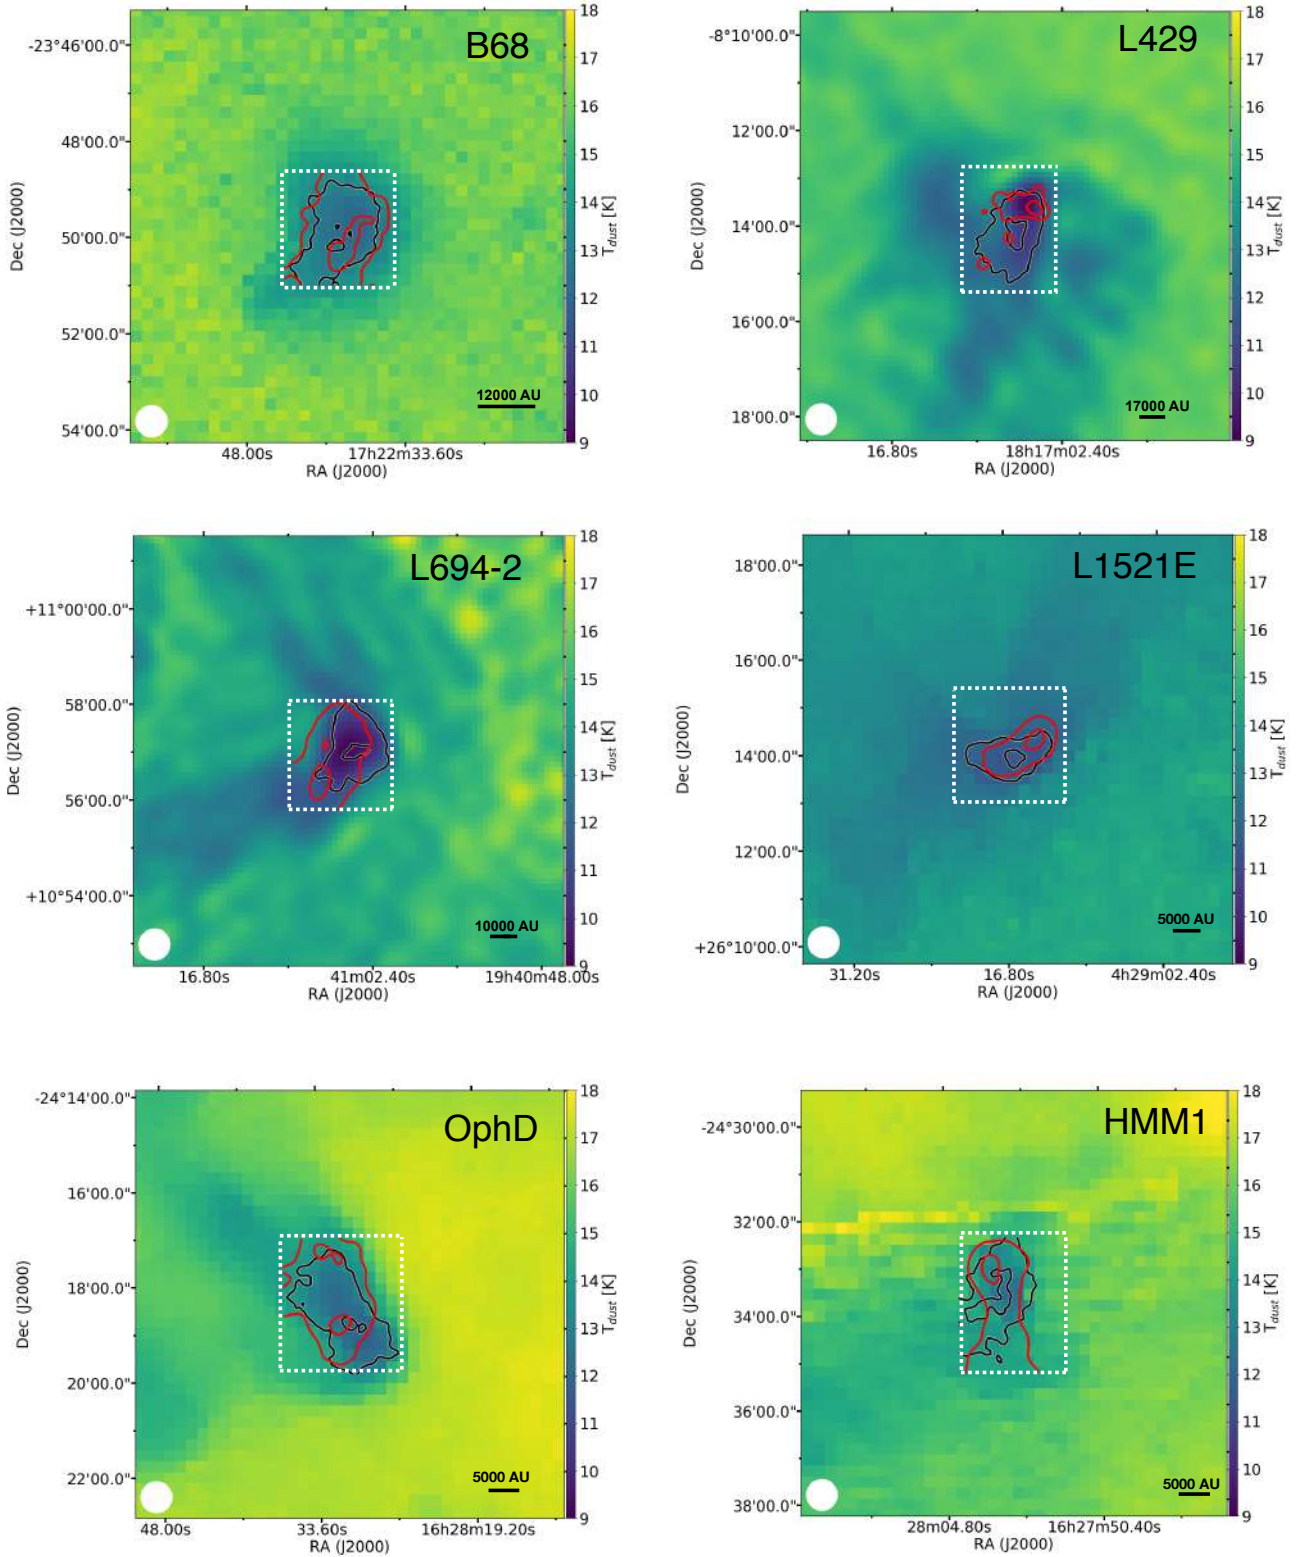 B68
-23°46'00.0"
48'00.0"
50'00.0"
52'00.0"
54'00.0"
Dec (J2000)
48.00s
17h22m33.60s
RA (J2000)
12000 AU
18
17
16
15
14
13
12
11
10
9
T_dust [K]
L429
-8°10'00.0"
12'00.0"
14'00.0"
16'00.0"
18'00.0"
Dec (J2000)
16.80s
18h17m02.40s
RA (J2000)
17000 AU
18
17
16
15
14
13
12
11
10
9
T_dust [K]
L694-2
+11°00'00.0"
58'00.0"
56'00.0"
+10°54'00.0"
Dec (J2000)
16.80s
41m02.40s
19h40m48.00s
RA (J2000)
10000 AU
18
17
16
15
14
13
12
11
10
9
T_dust [K]
L1521E
18'00.0"
16'00.0"
14'00.0"
12'00.0"
+26°10'00.0"
Dec (J2000)
31.20s
16.80s
4h29m02.40s
RA (J2000)
5000 AU
18
17
16
15
14
13
12
11
10
9
T_dust [K]
OphD
-24°14'00.0"
16'00.0"
18'00.0"
20'00.0"
22'00.0"
Dec (J2000)
48.00s
33.60s
16h28m19.20s
RA (J2000)
5000 AU
18
17
16
15
14
13
12
11
10
9
T_dust [K]
HMM1
-24°30'00.0"
32'00.0"
34'00.0"
36'00.0"
38'00.0"
Dec (J2000)
28m04.80s
16h27m50.40s
RA (J2000)
5000 AU
18
17
16
15
14
13
12
11
10
9
T_dust [K]